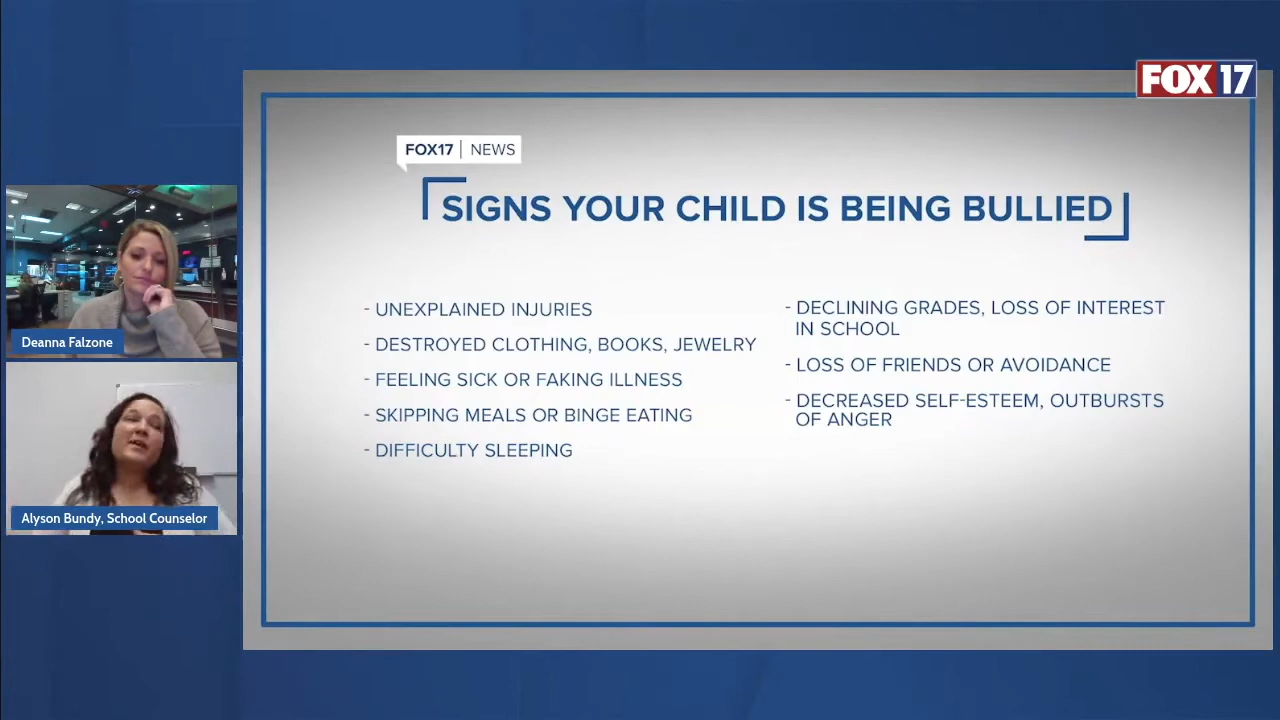 FOX 17
FOX17 | NEWS
SIGNS YOUR CHILD IS BEING BULLIED
- UNEXPLAINED INJURIES
- DESTROYED CLOTHING, BOOKS, JEWELRY
- FEELING SICK OR FAKING ILLNESS
- SKIPPING MEALS OR BINGE EATING
- DIFFICULTY SLEEPING
- DECLINING GRADES, LOSS OF INTEREST
IN SCHOOL
- LOSS OF FRIENDS OR AVOIDANCE
- DECREASED SELF-ESTEEM, OUTBURSTS
OF ANGER
Deanna Falzone
Alyson Bundy, School Counselor